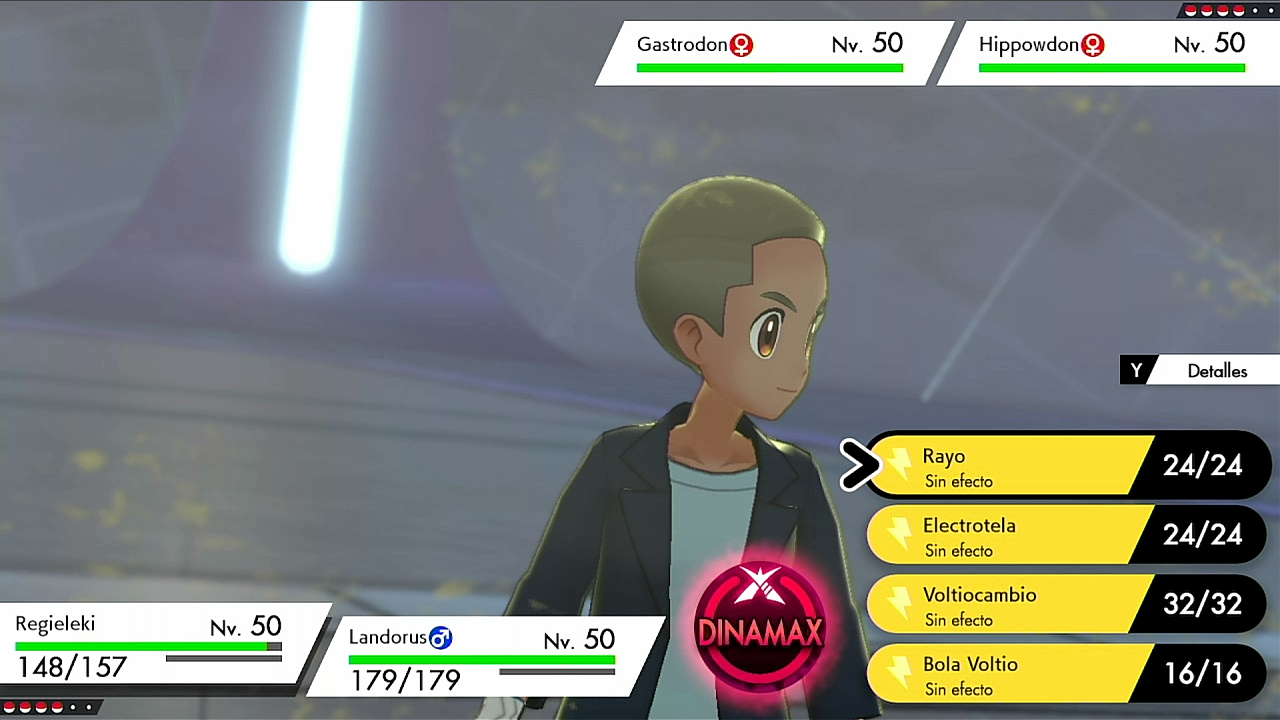 Gastrodon Nv. 50
Hippowdon Nv. 50
Y Detalles
Rayo 24/24
Sin efecto
Electrotela 24/24
Sin efecto
Voltiocambio 32/32
Sin efecto
Bola Voltio 16/16
Sin efecto
DINAMAX
Regieleki Nv. 50
148/157
Landorus Nv. 50
179/179